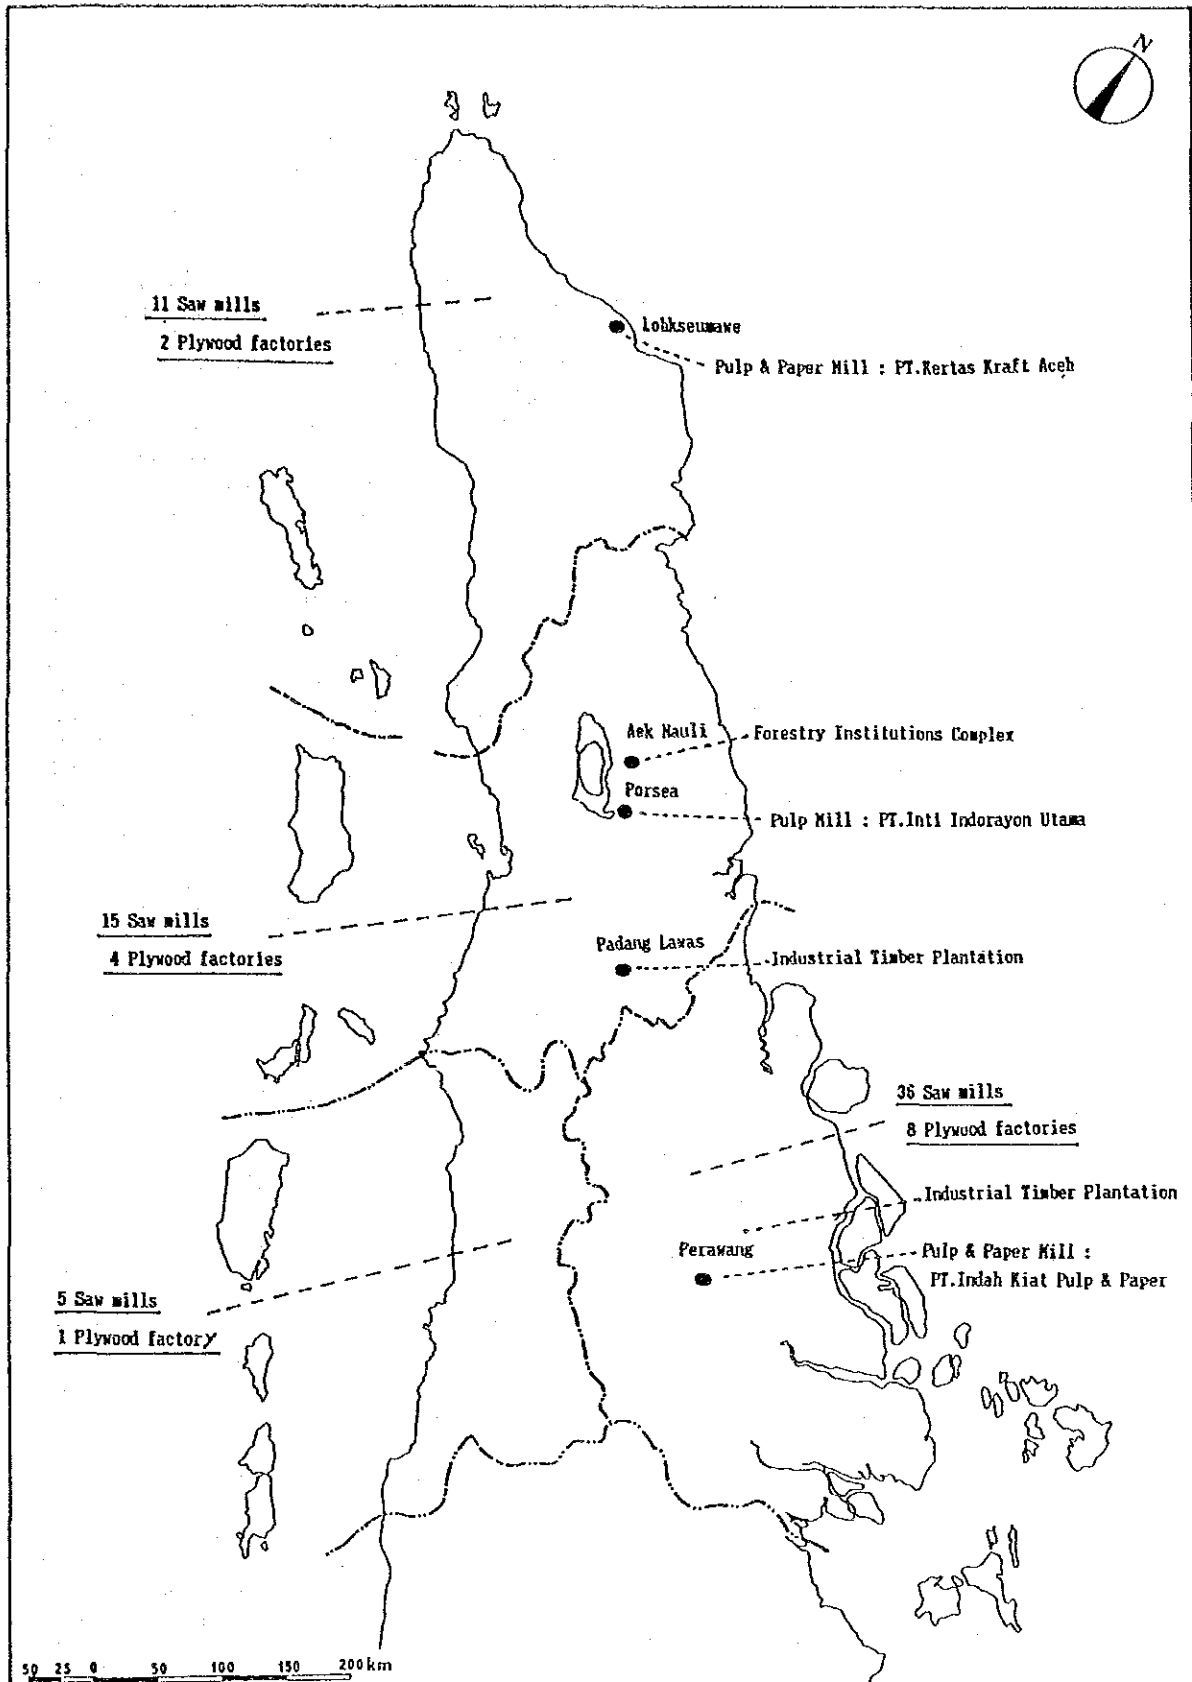 N
11 Saw mills
2 Plywood factories
Lohkseumawe
Pulp & Paper Mill : PT.Kertas Kraft Aceh
Aek Nauli
Forestry Institutions Complex
Porsea
Pulp Mill : PT.Inti Indorayon Utama
15 Saw mills
4 Plywood factories
Padang Lawas
Industrial Timber Plantation
36 Saw mills
8 Plywood factories
Industrial Timber Plantation
Perawang
Pulp & Paper Mill :
PT.Indah Kiat Pulp & Paper
5 Saw mills
1 Plywood factory
50 25 0 50 100 150 200 km